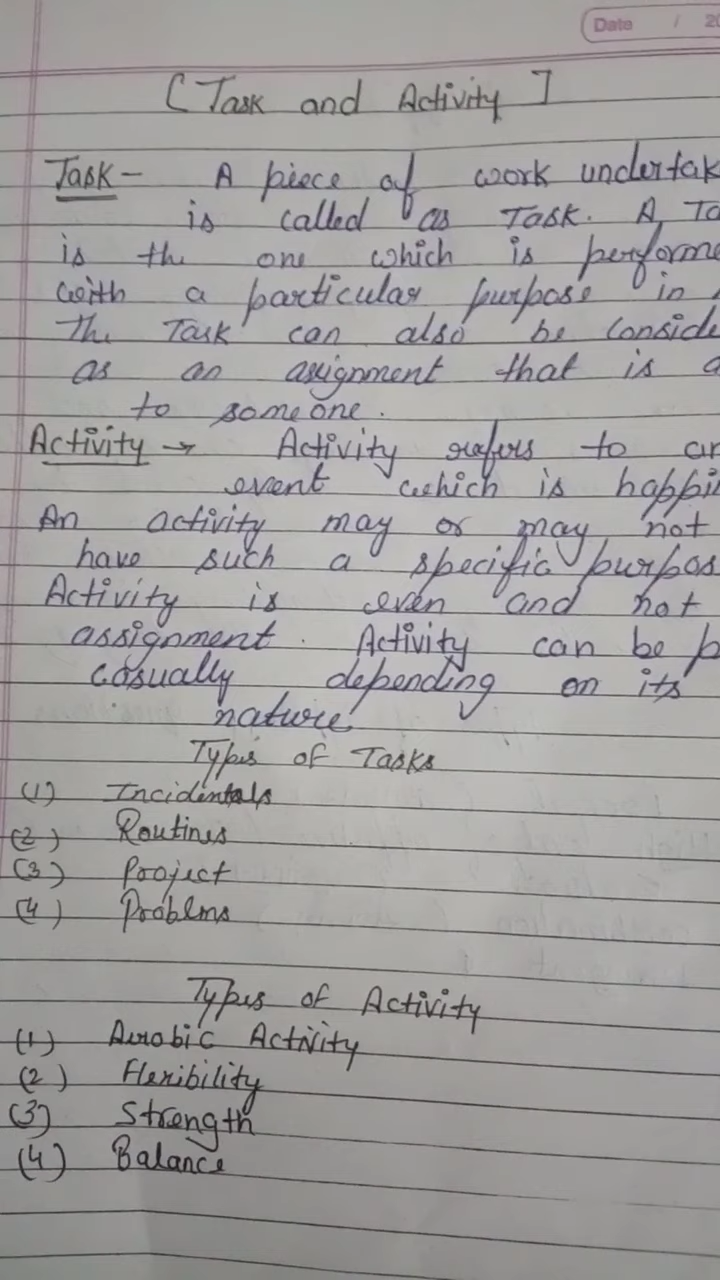 Date / 20
[Task and Activity]
Task - A piece of work undertak
is called as Task. A Ta
is the one which is performe
with a particular purpose in
The Task can also be Conside
as an assignment that is a
to someone.
Activity → Activity refers to an
event which is happi
An activity may or may not
have such a specific purpos
Activity is even and not
assignment. Activity can be p
casually depending on its
nature.
Types of Tasks
(1) Incidentals
(2) Routines
(3) Project
(4) Problms
Types of Activity
(1) Aerobic Activity
(2) Flexibility
(3) Strength
(4) Balance